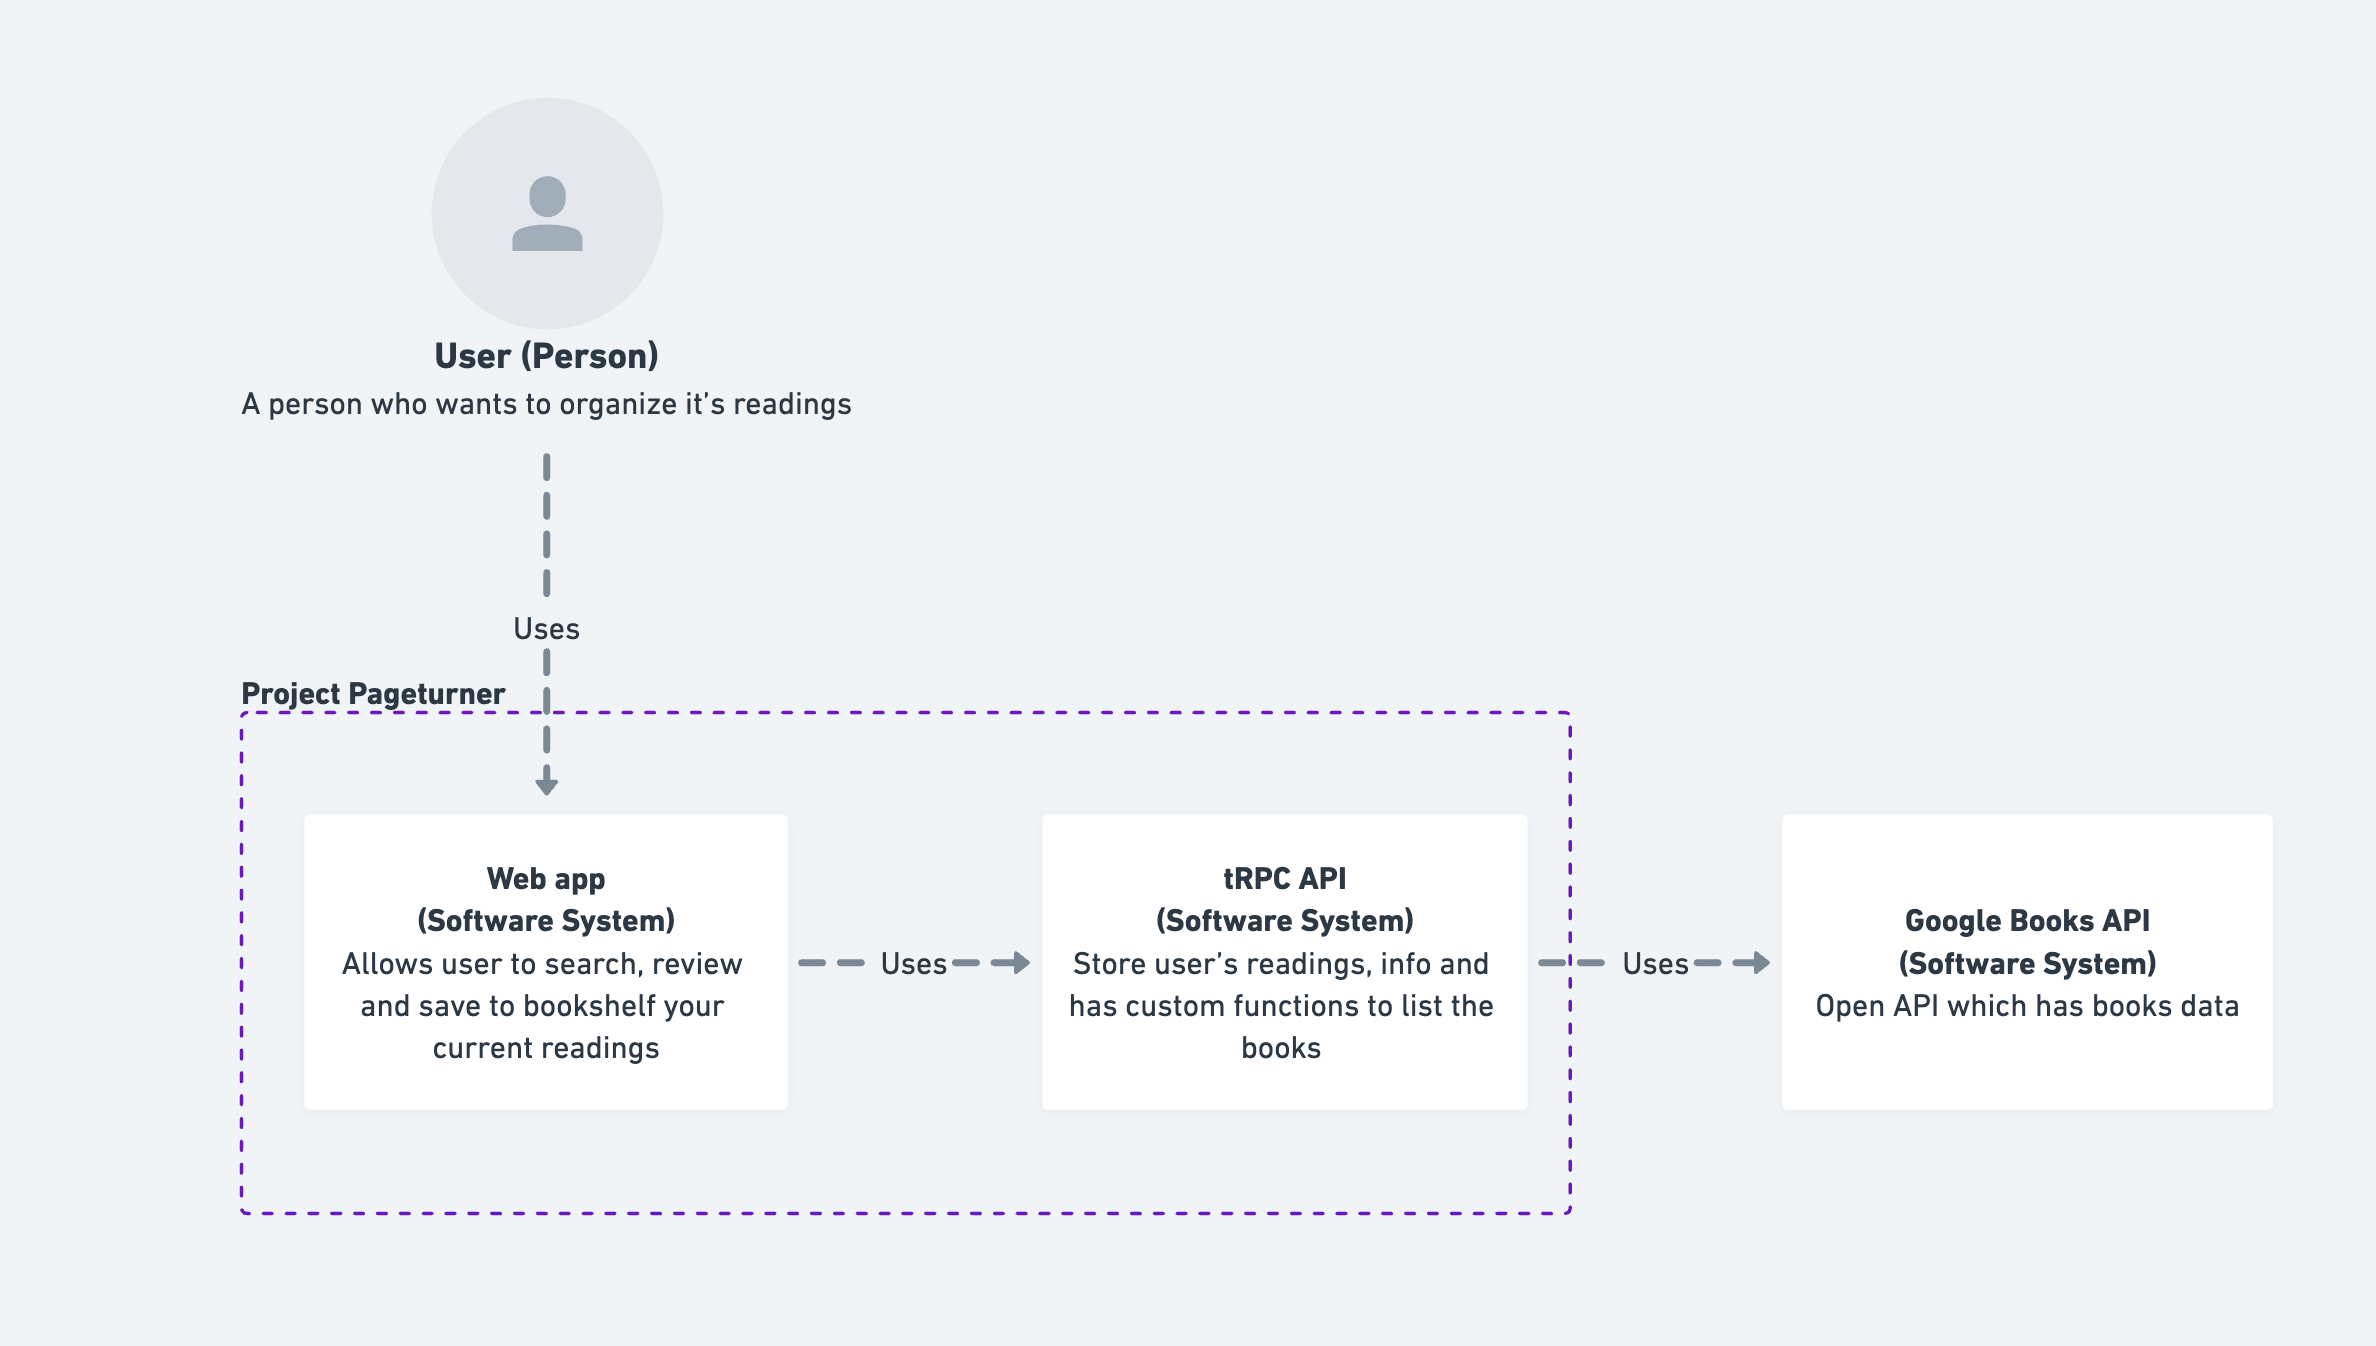 User (Person)
A person who wants to organize it’s readings
Uses
Project Pageturner
Web app
(Software System)
Allows user to search, review
and save to bookshelf your
current readings
Uses
tRPC API
(Software System)
Store user’s readings, info and
has custom functions to list the
books
Uses
Google Books API
(Software System)
Open API which has books data